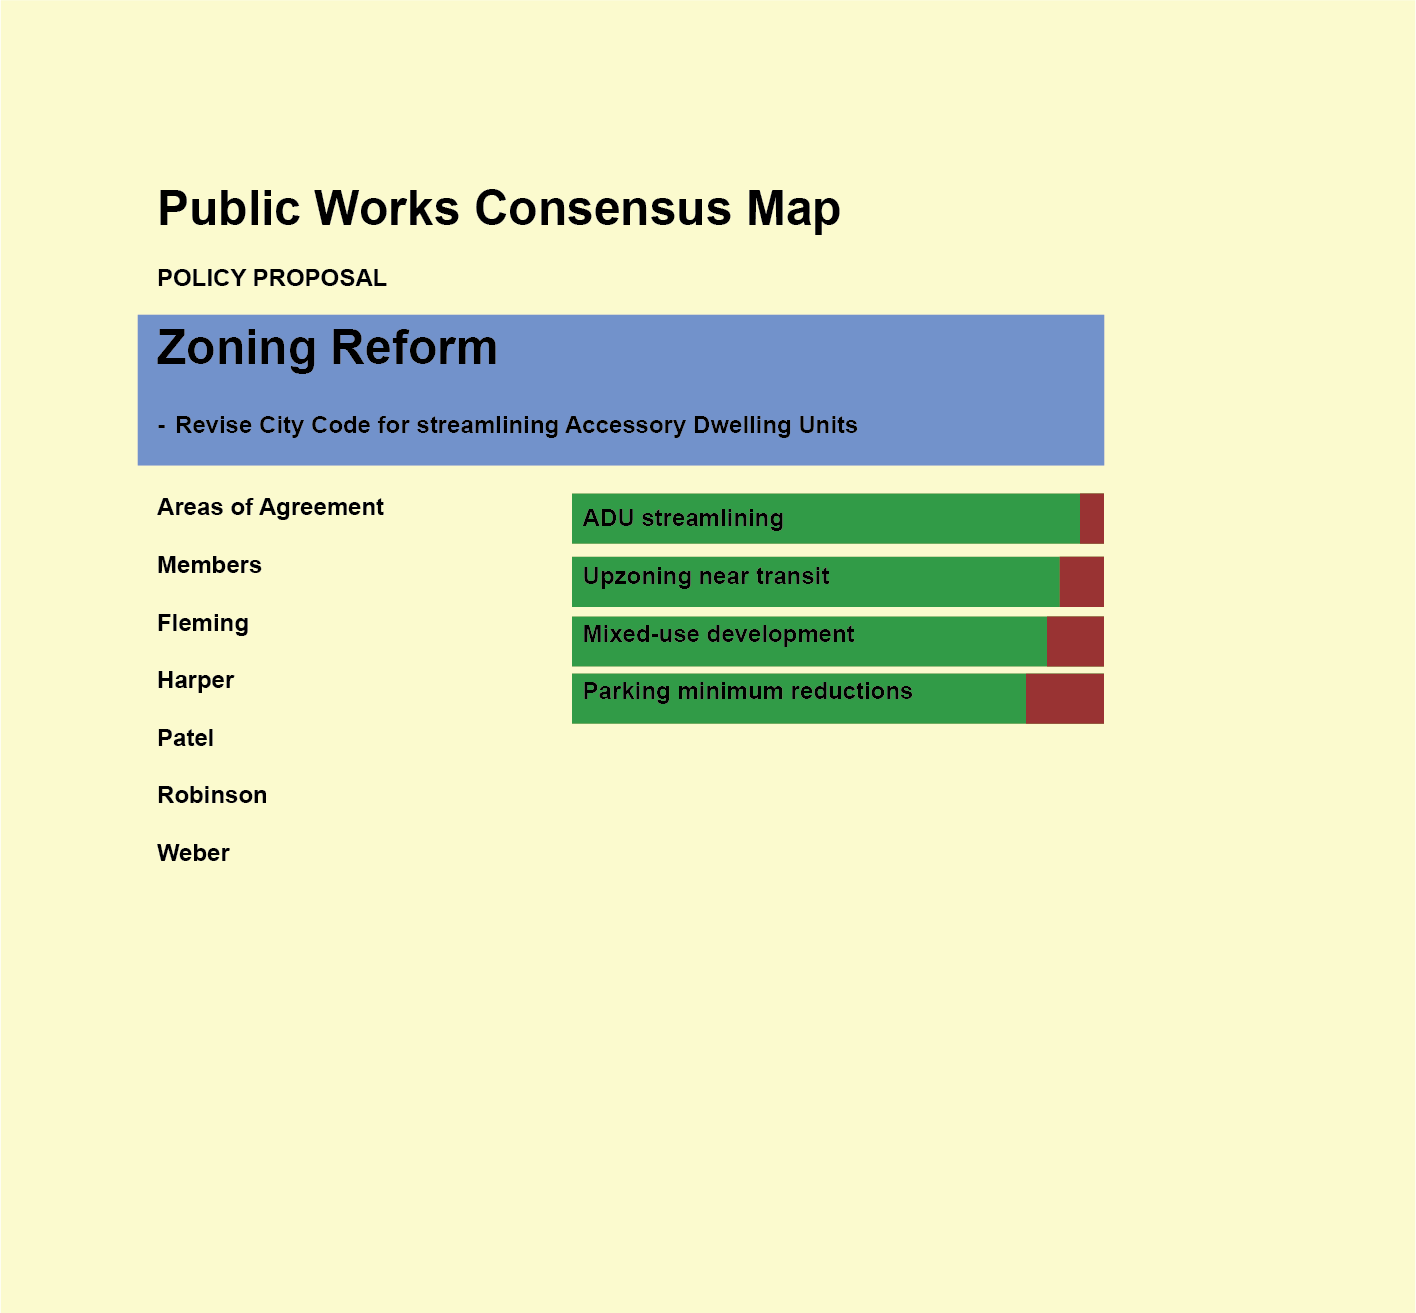 Public Works Consensus Map
POLICY PROPOSAL
Zoning Reform
- Revise City Code for streamlining Accessory Dwelling Units
Areas of Agreement
Members
Fleming
Harper
Patel
Robinson
Weber
ADU streamlining
Upzoning near transit
Mixed-use development
Parking minimum reductions